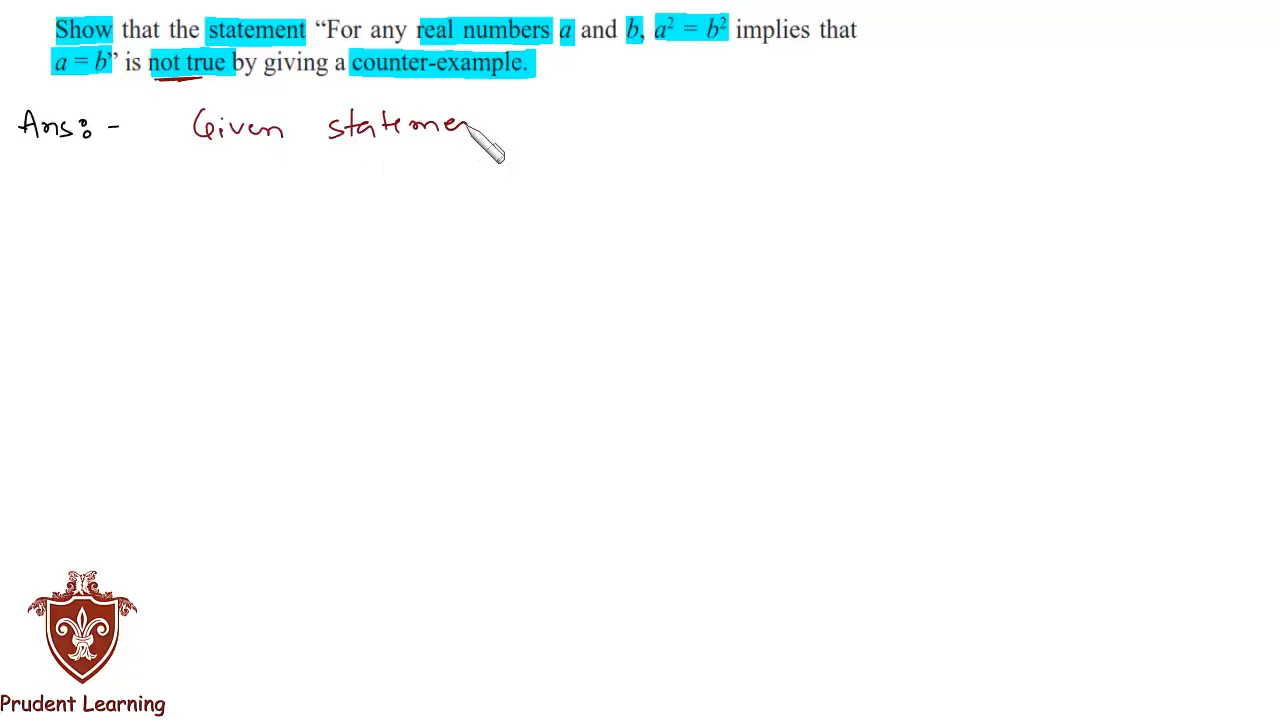 Show that the statement “For any real numbers a and b, a² = b² implies that
a = b” is not true by giving a counter-example.
Ans:- Given stateme
Prudent Learning